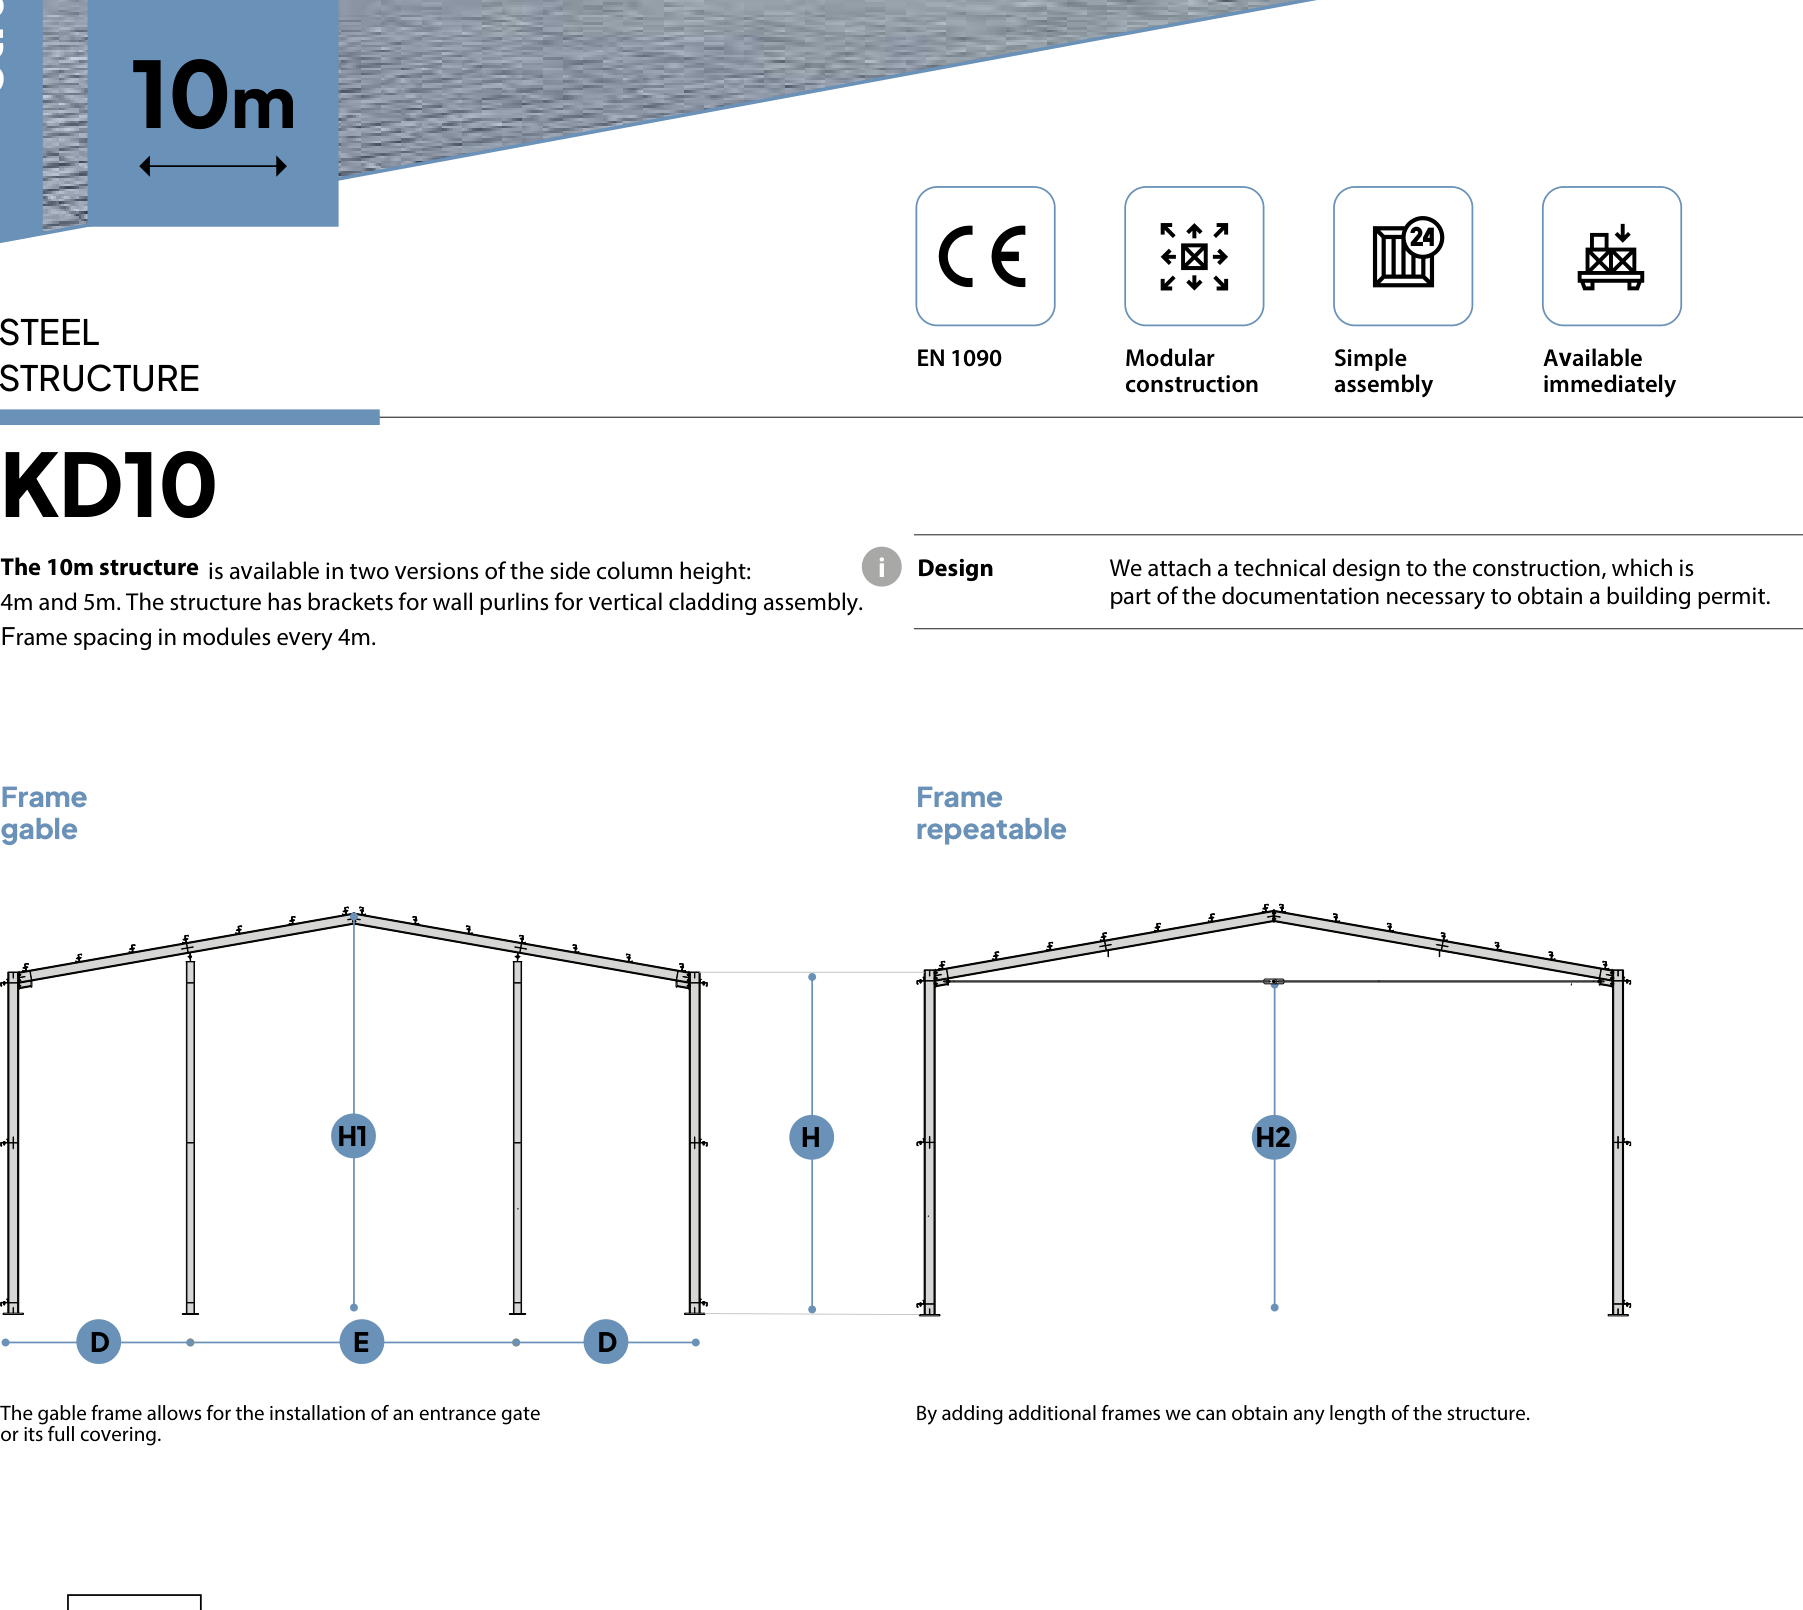 10m
CE
24
EN 1090
Modular
construction
Simple
assembly
Available
immediately
STEEL
STRUCTURE
KD10
The 10m structure is available in two versions of the side column height:
4m and 5m. The structure has brackets for wall purlins for vertical cladding assembly.
Frame spacing in modules every 4m.
i
Design
We attach a technical design to the construction, which is
part of the documentation necessary to obtain a building permit.
Frame
gable
Frame
repeatable
H1
H
H2
D
E
D
The gable frame allows for the installation of an entrance gate
or its full covering.
By adding additional frames we can obtain any length of the structure.